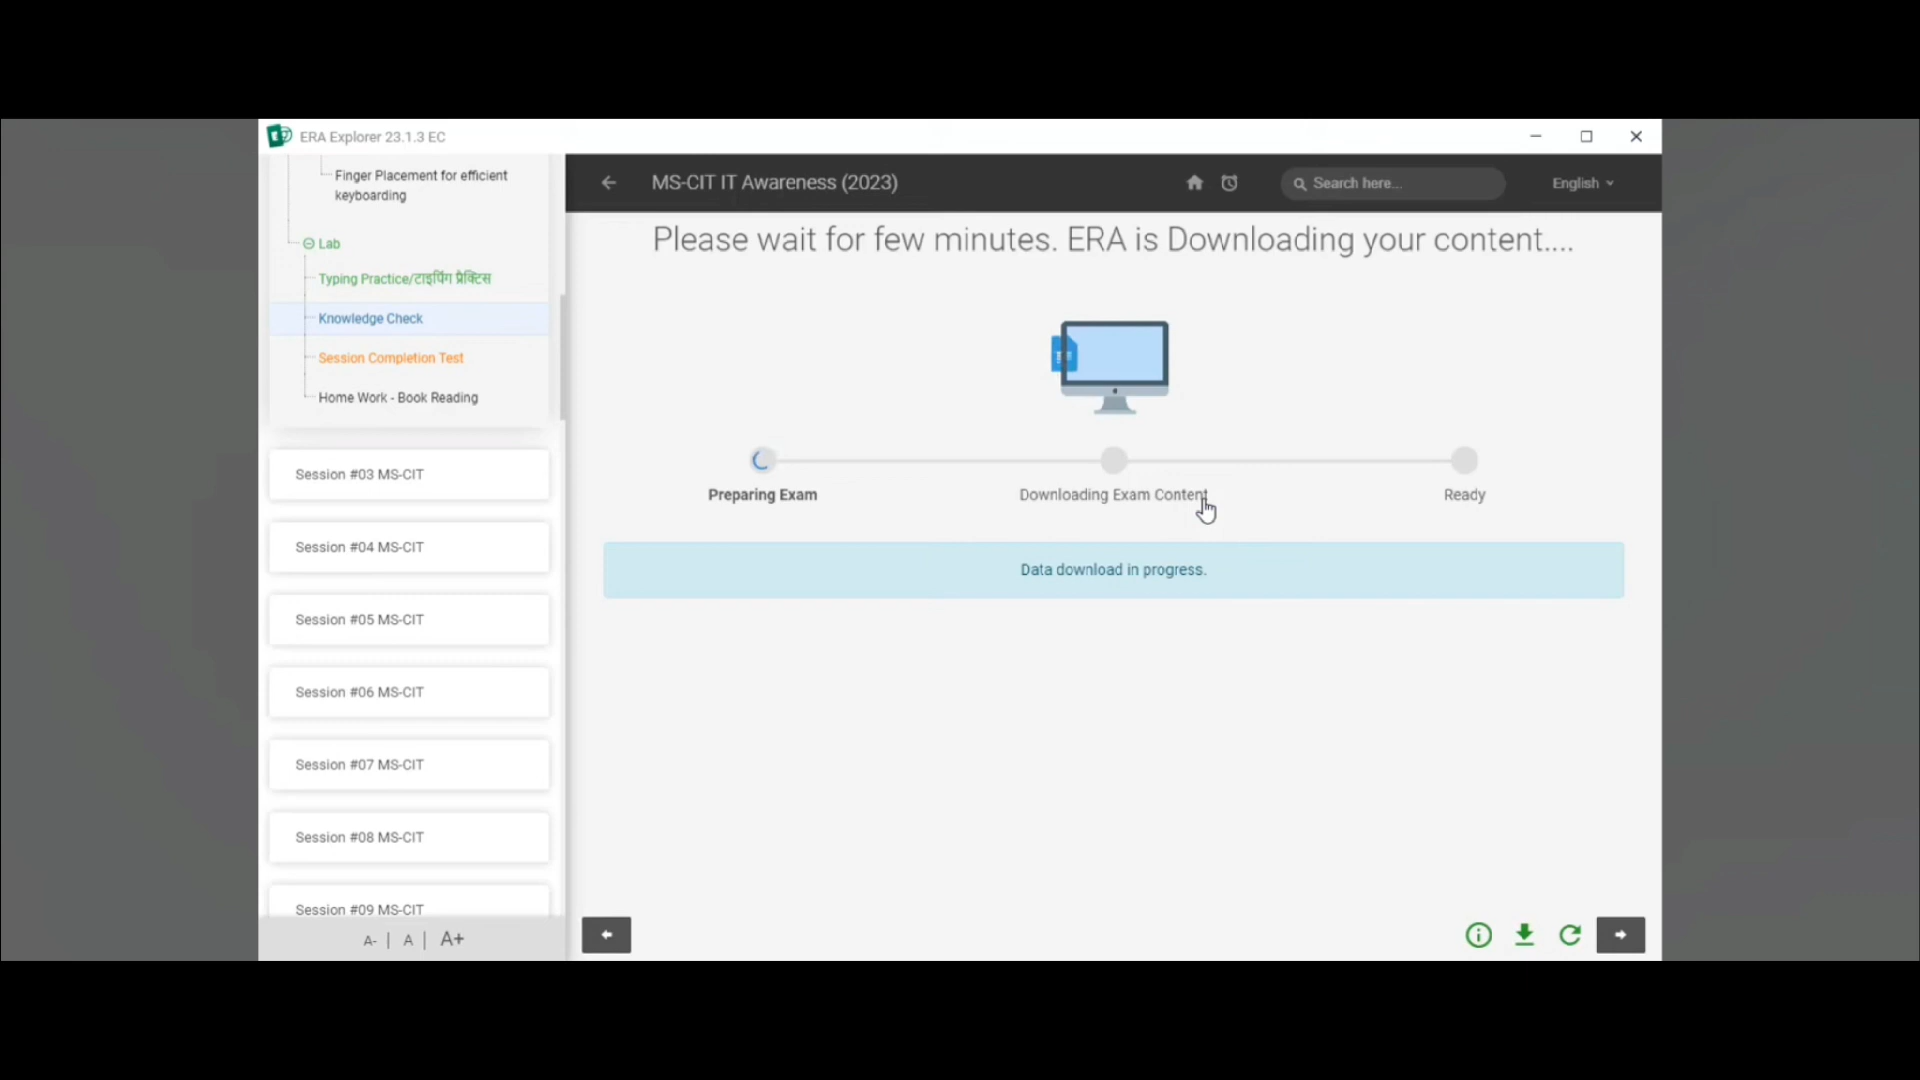 ERA Explorer 23.1.3 EC
Finger Placement for efficient
keyboarding
Lab
Typing Practice/टाइपिंग प्रैक्टिस
Knowledge Check
Session Completion Test
Home Work - Book Reading
Session #03 MS-CIT
Session #04 MS-CIT
Session #05 MS-CIT
Session #06 MS-CIT
Session #07 MS-CIT
Session #08 MS-CIT
Session #09 MS-CIT
A- | A | A+
MS-CIT IT Awareness (2023)
Search here...
English
Please wait for few minutes. ERA is Downloading your content....
Preparing Exam
Downloading Exam Content
Ready
Data download in progress.